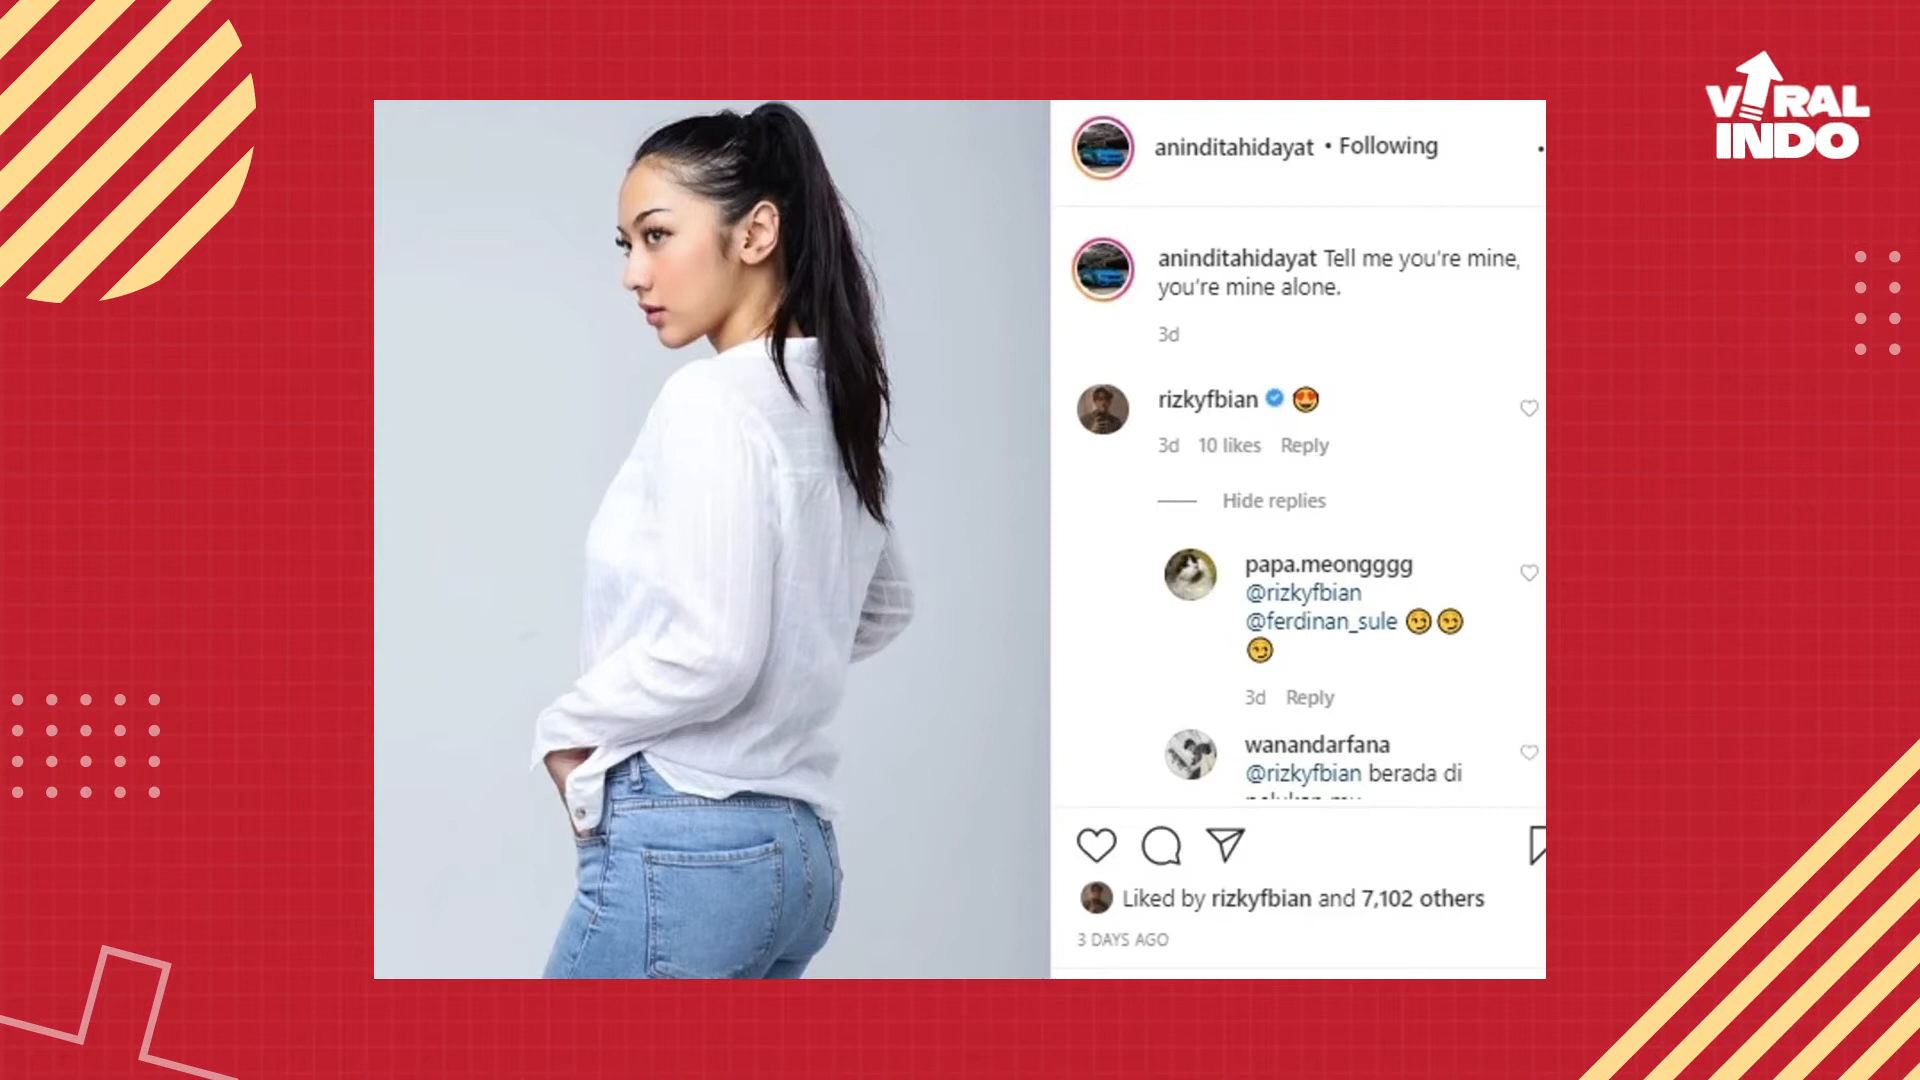 VIRAL
INDO
aninditahidayat • Following
aninditahidayat Tell me you're mine,
you're mine alone.
3d
rizkyfbian
3d 10 likes Reply
Hide replies
papa.meongggg
@rizkyfbian
@ferdinan_sule 😏😏
😏
3d Reply
wanandarfana
@rizkyfbian berada di
Liked by rizkyfbian and 7,102 others
3 DAYS AGO